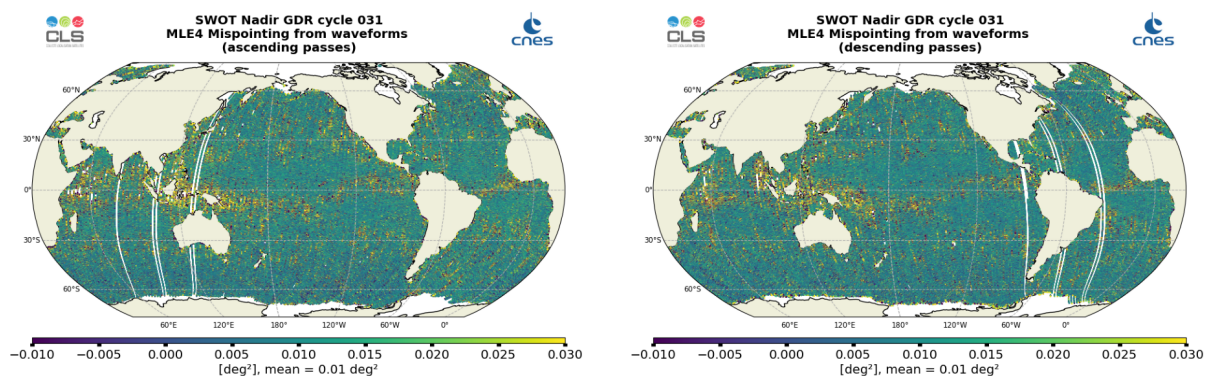 CLS
SWOT Nadir GDR cycle 031
MLE4 Mispointing from waveforms
(ascending passes)
cnes
60°N
30°N
0°
30°S
60°S
60°E 120°E 180° 120°W 60°W 0°
−0.010 −0.005 0.000 0.005 0.010 0.015 0.020 0.025 0.030
[deg²], mean = 0.01 deg²
CLS
SWOT Nadir GDR cycle 031
MLE4 Mispointing from waveforms
(descending passes)
cnes
60°N
30°N
0°
30°S
60°S
60°E 120°E 180° 120°W 60°W 0°
−0.010 −0.005 0.000 0.005 0.010 0.015 0.020 0.025 0.030
[deg²], mean = 0.01 deg²